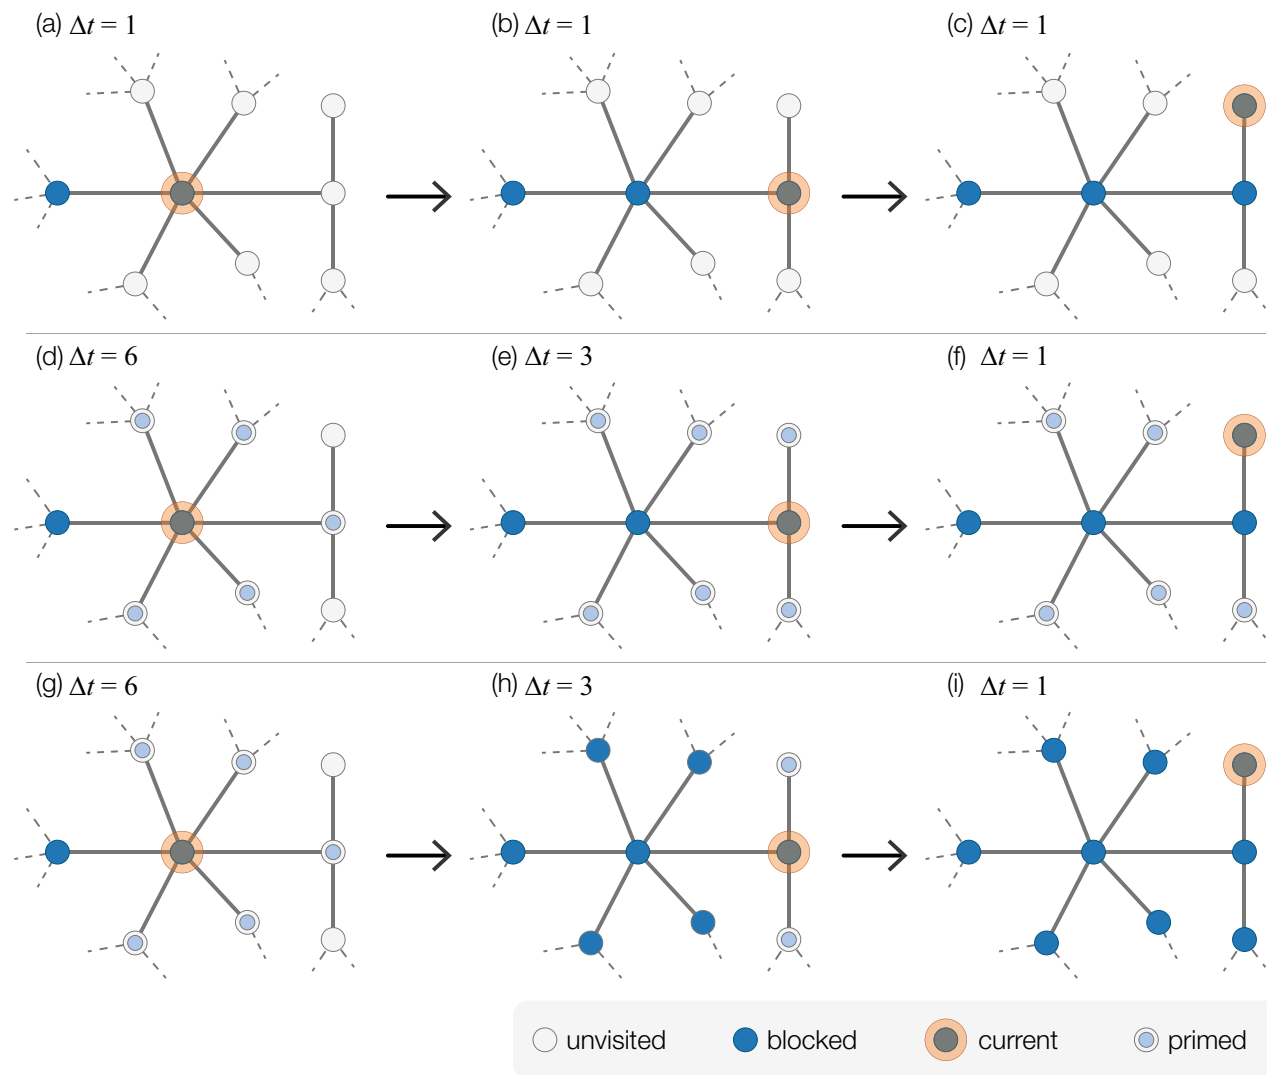 (a) Δt = 1
(b) Δt = 1
(c) Δt = 1
(d) Δt = 6
(e) Δt = 3
(f) Δt = 1
(g) Δt = 6
(h) Δt = 3
(i) Δt = 1
unvisited
blocked
current
primed